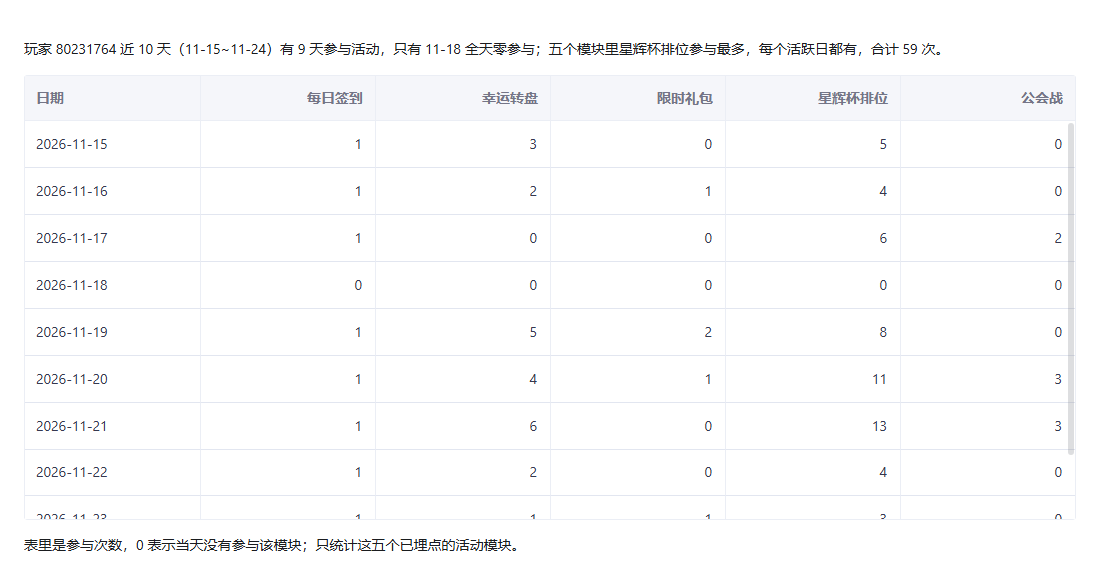 玩家 80231764 近 10 天（11-15~11-24）有 9 天参与活动，只有 11-18 全天零参与；五个模块里星辉杯排位参与最多，每个活跃日都有，合计 59 次。
日期 每日签到 幸运转盘 限时礼包 星辉杯排位 公会战
2026-11-15 1 3 0 5 0
2026-11-16 1 2 1 4 0
2026-11-17 1 0 0 6 2
2026-11-18 0 0 0 0 0
2026-11-19 1 5 2 8 0
2026-11-20 1 4 1 11 3
2026-11-21 1 6 0 13 3
2026-11-22 1 2 0 4 0
2026-11-23 1 1 1
表里是参与次数，0 表示当天没有参与该模块；只统计这五个已埋点的活动模块。